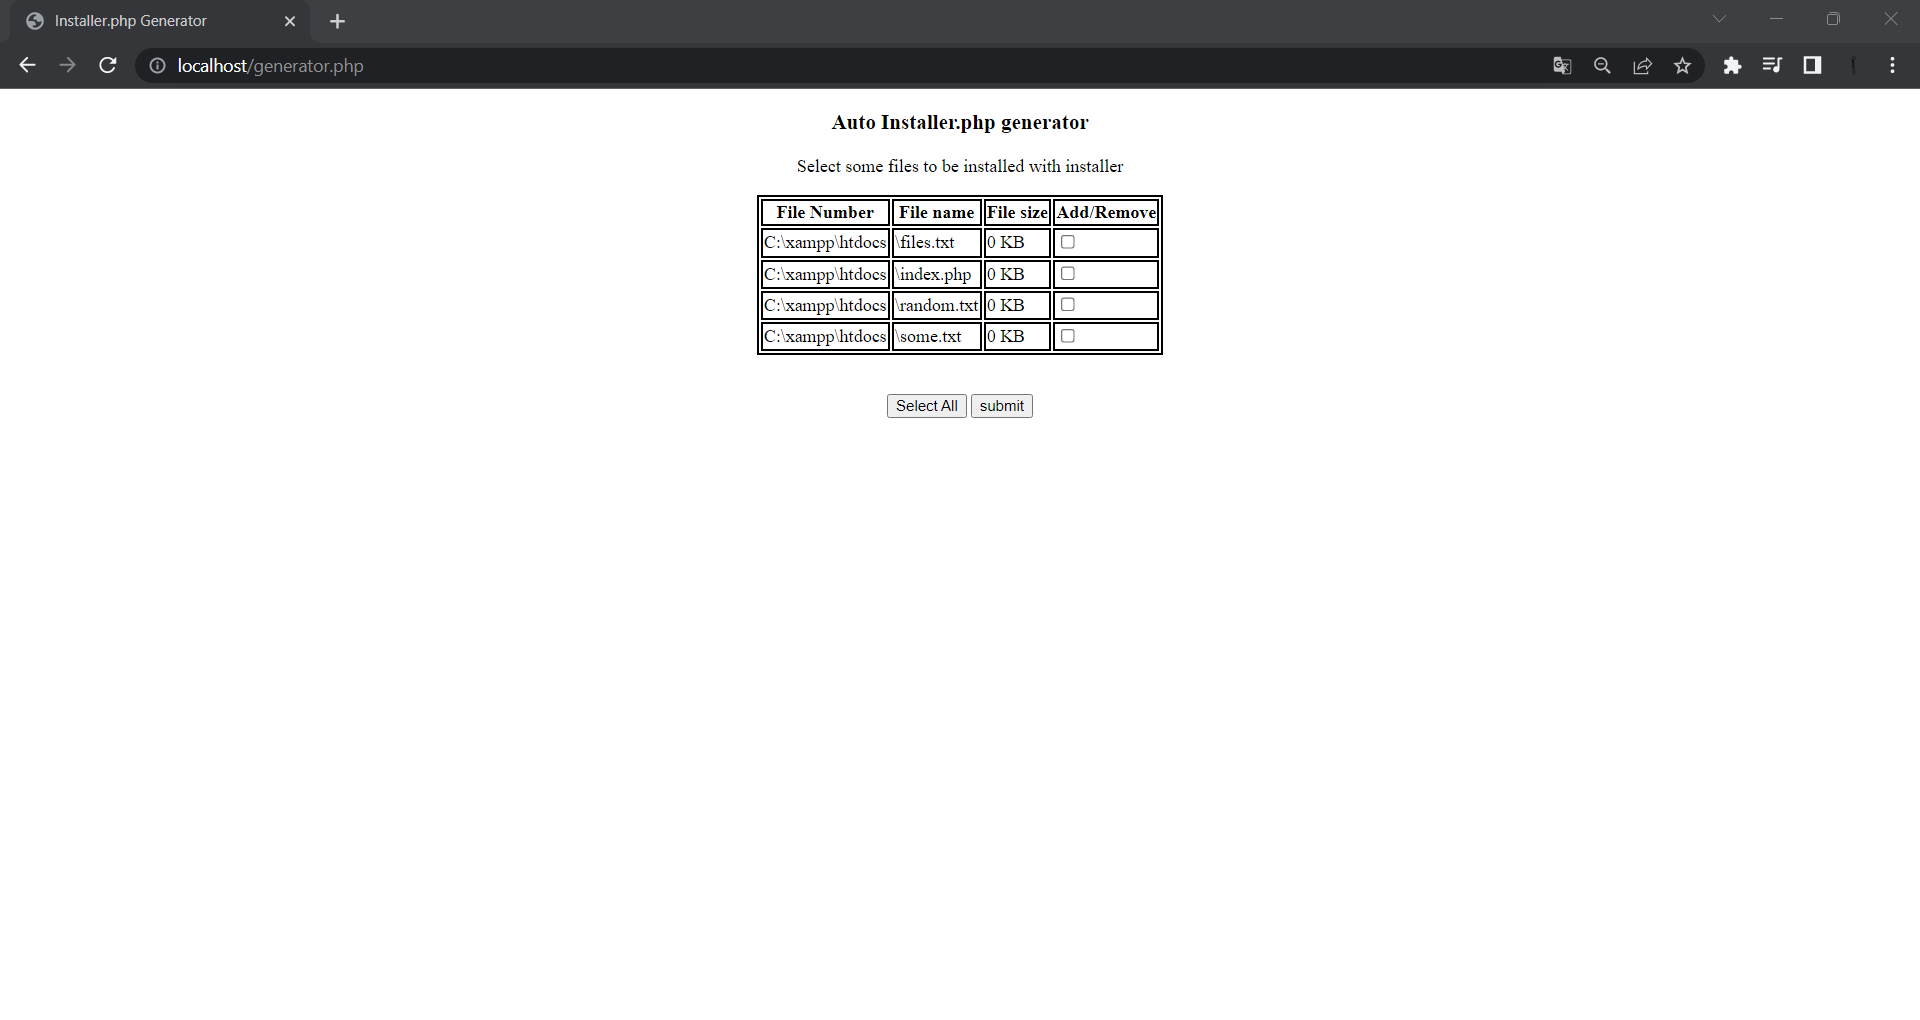 Installer.php Generator
localhost/generator.php
Auto Installer.php generator
Select some files to be installed with installer
File Number File name File size Add/Remove
C:\xampp\htdocs \files.txt 0 KB
C:\xampp\htdocs \index.php 0 KB
C:\xampp\htdocs \random.txt 0 KB
C:\xampp\htdocs \some.txt 0 KB
Select All submit